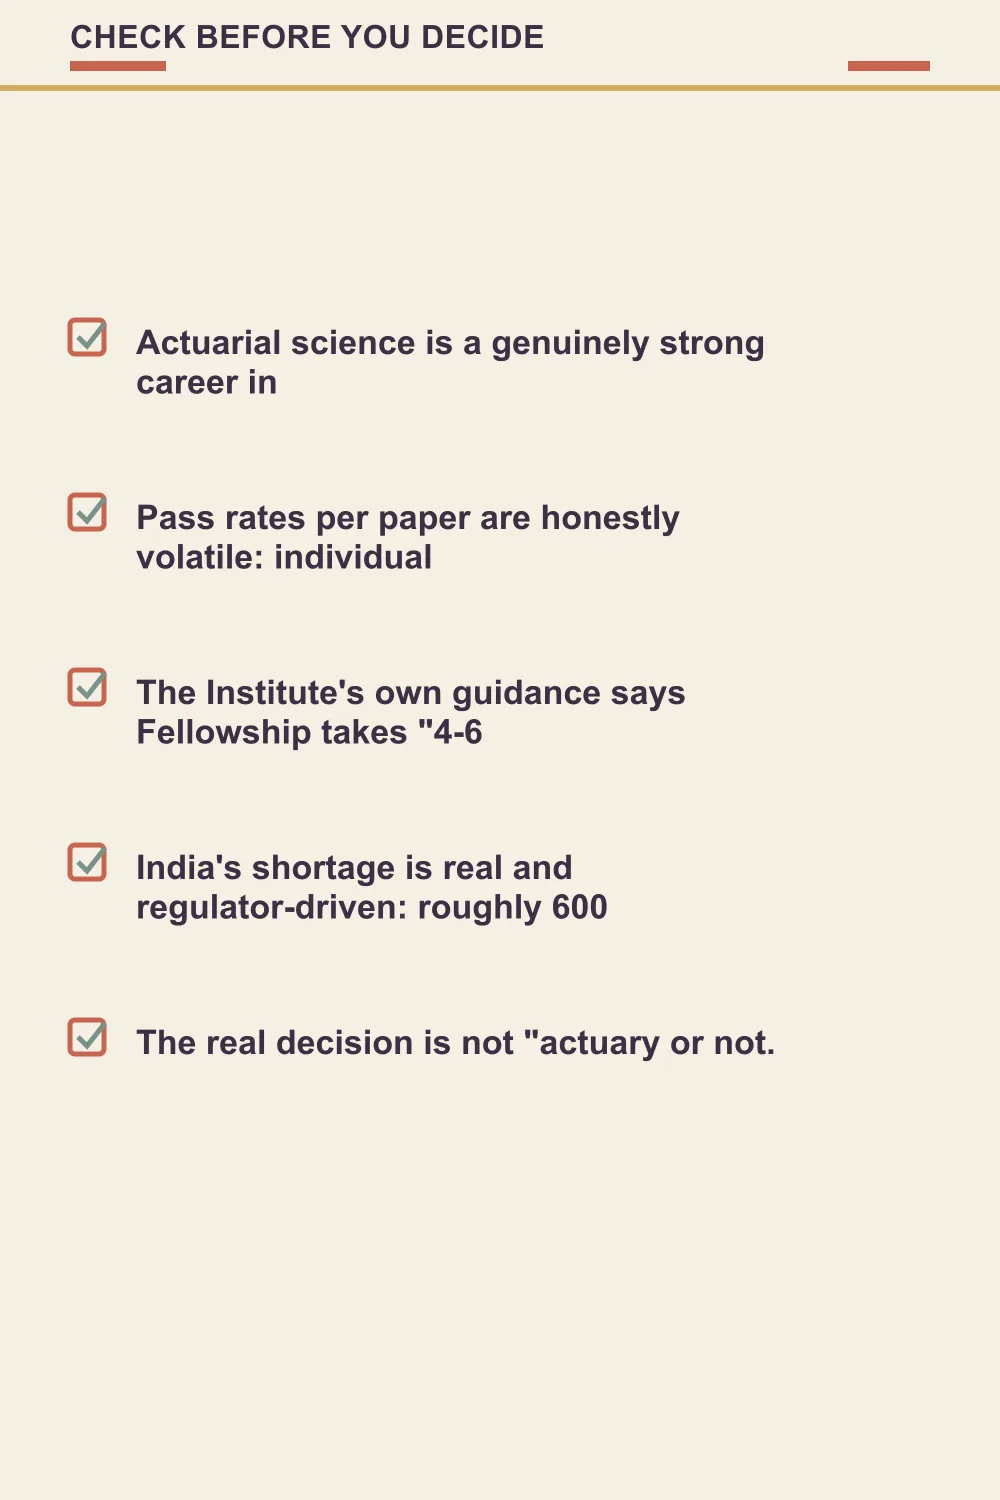 CHECK BEFORE YOU DECIDE
Actuarial science is a genuinely strong
career in
Pass rates per paper are honestly
volatile: individual
The Institute's own guidance says
Fellowship takes "4-6
India's shortage is real and
regulator-driven: roughly 600
The real decision is not "actuary or not.